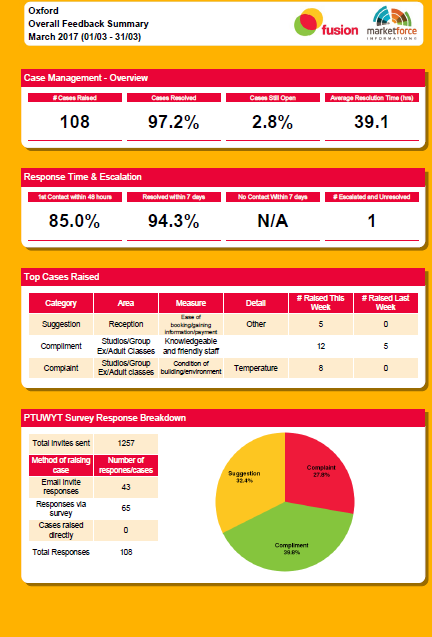 Oxford
Overall Feedback Summary
March 2017 (01/03 - 31/03)
fusion
marketforce
INFORMATIONS
Case Management - Overview
# Cases Raised
Cases Resolved
Cases Still Open
Average Resolution Time (hrs)
108
97.2%
2.8%
39.1
Response Time & Escalation
1st Contact within 48 hours
Resolved within 7 days
No Contact Within 7 days
# Escalated and Unresolved
85.0%
94.3%
N/A
1
Top Cases Raised
Category
Area
Measure
Detail
# Raised This
Week
# Raised Last
Week
Suggestion
Reception
Ease of
booking/gaining
information/payment
Other
5
0
Compliment
Studios/Group
Ex/Adult Classes
Knowledgeable
and friendly staff
12
5
Complaint
Studios/Group
Ex/Adult classes
Condition of
building/environment
Temperature
8
0
PTUWYT Survey Response Breakdown
Total Invites sent
1257
Method of raising
case
Number of
respones/cases
Email invite
responses
43
Responses via
survey
65
Cases raised
directly
0
Total Responses
108
Suggestion
32.4%
Complaint
27.8%
Compliment
39.8%